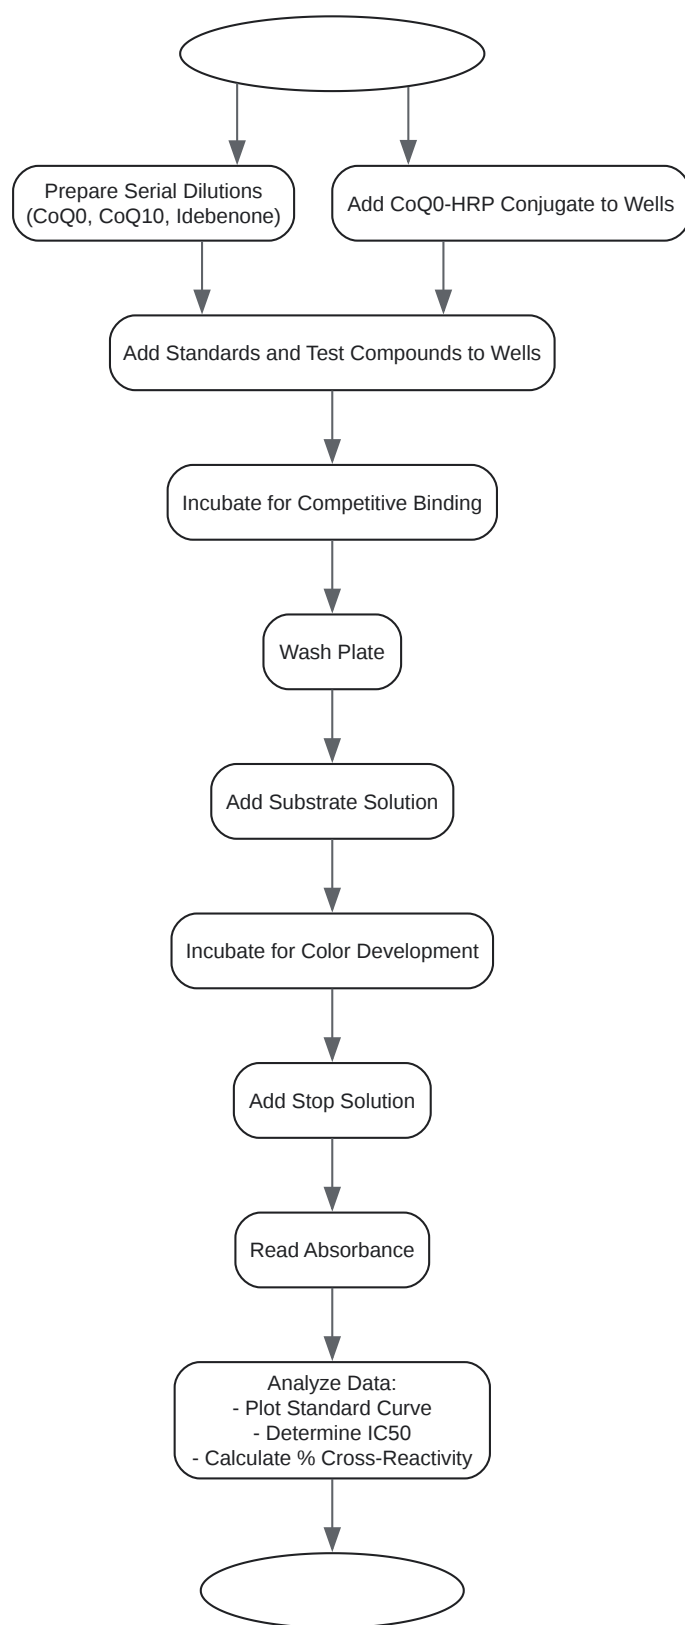 Prepare Serial Dilutions
(CoQ0, CoQ10, Idebenone)
Add CoQ0-HRP Conjugate to Wells
Add Standards and Test Compounds to Wells
Incubate for Competitive Binding
Wash Plate
Add Substrate Solution
Incubate for Color Development
Add Stop Solution
Read Absorbance
Analyze Data:
- Plot Standard Curve
- Determine IC50
- Calculate % Cross-Reactivity